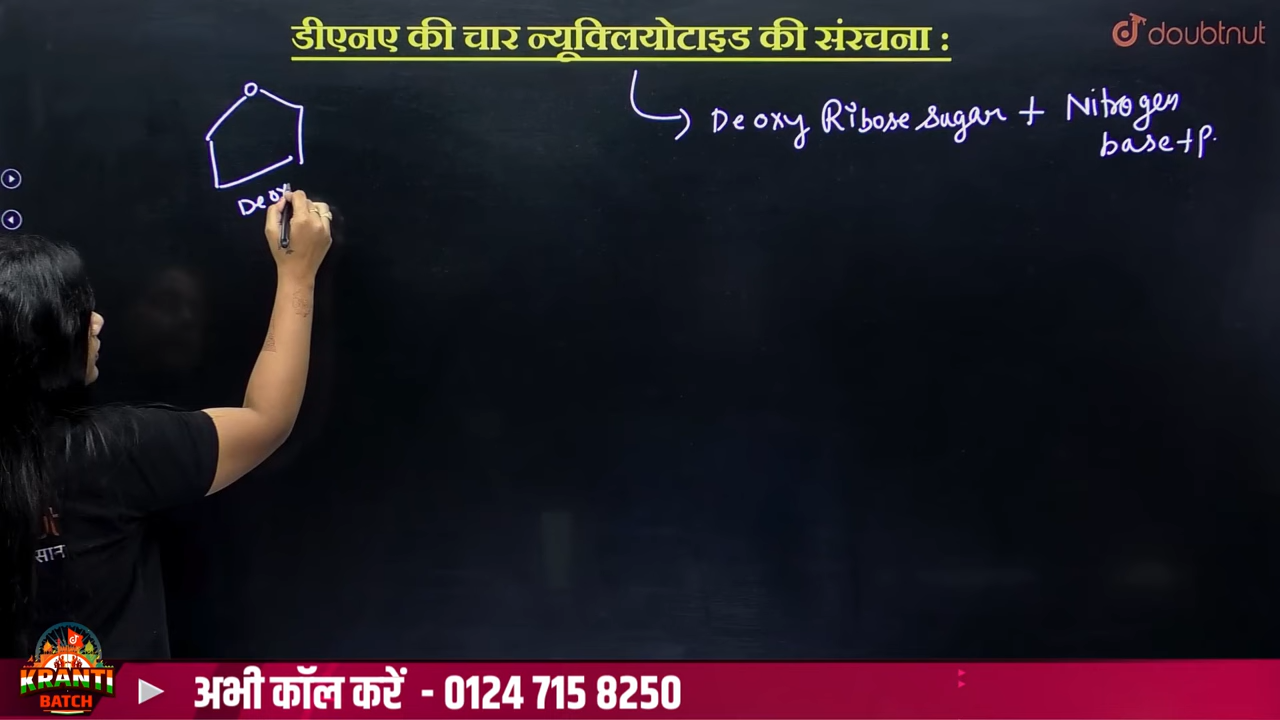 डीएनए की चार न्यूक्लियोटाइड की संरचना :
doubtnut
Deoxy Ribose sugar + Nitrogen
base + P.
Deox
सान
KRANTI
BATCH
अभी कॉल करें - 0124 715 8250